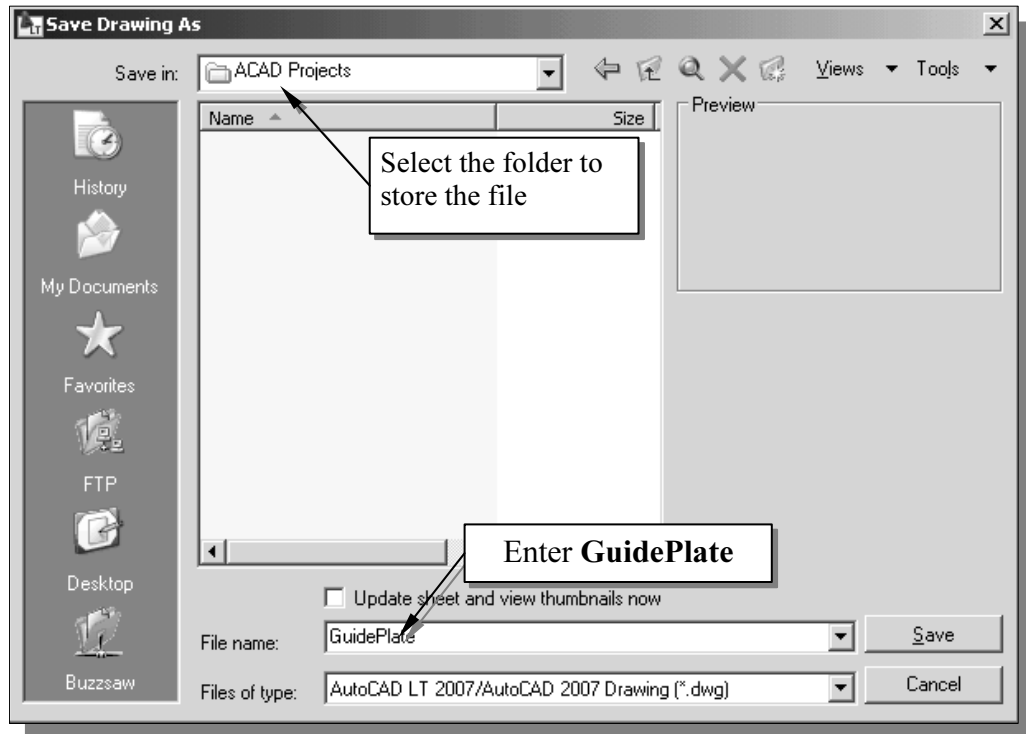 LT Save Drawing As
Save in: ACAD Projects Views Tools
Name Size Preview
Select the folder to
store the file
History
My Documents
Favorites
FTP
Desktop
Buzzsaw
Enter GuidePlate
Update sheet and view thumbnails now
File name: GuidePlate Save
Files of type: AutoCAD LT 2007/AutoCAD 2007 Drawing (*.dwg) Cancel